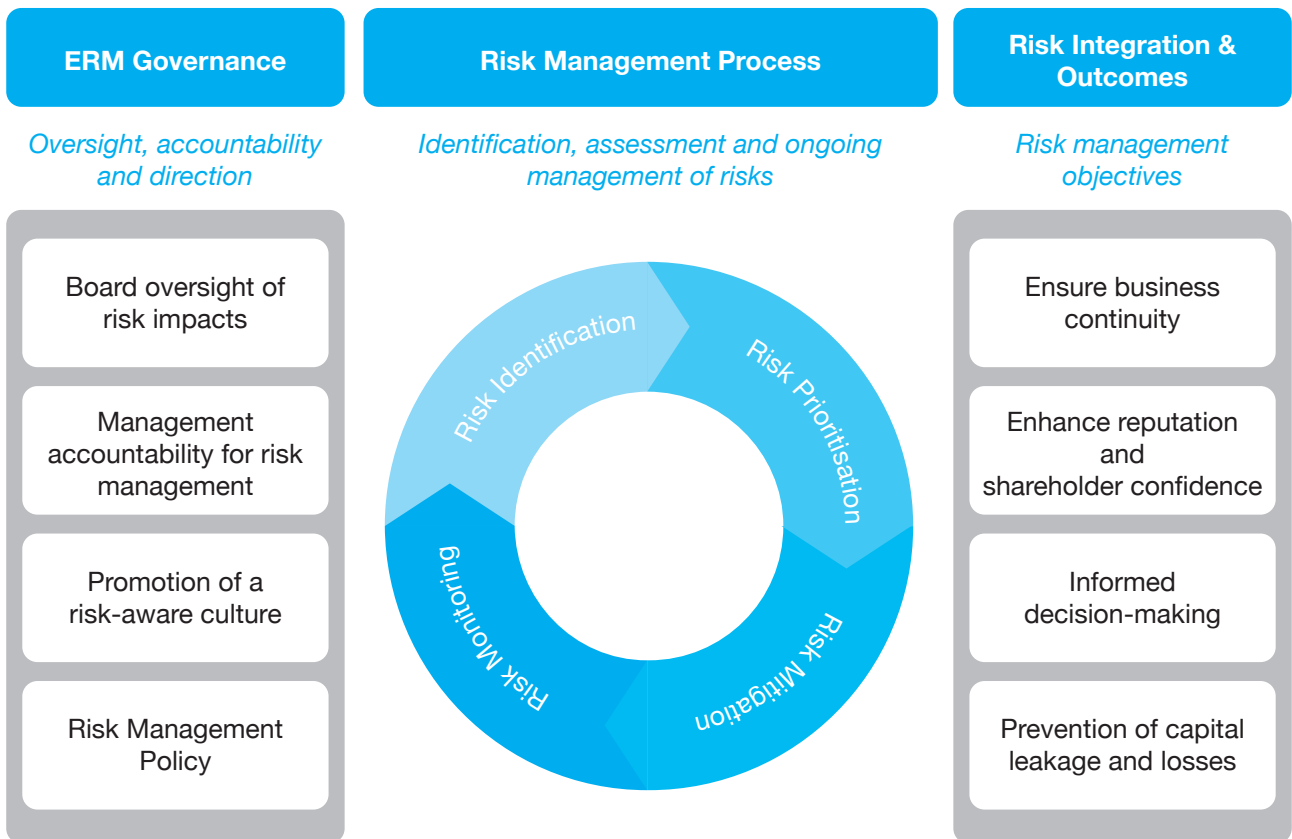 ERM Governance
Oversight, accountability
and direction
Board oversight of
risk impacts
Management
accountability for risk
management
Promotion of a
risk-aware culture
Risk Management
Policy
Risk Management Process
Identification, assessment and ongoing
management of risks
Risk Identification
Risk Prioritisation
Risk Mitigation
Risk Monitoring
Risk Integration &
Outcomes
Risk management
objectives
Ensure business
continuity
Enhance reputation
and
shareholder confidence
Informed
decision-making
Prevention of capital
leakage and losses